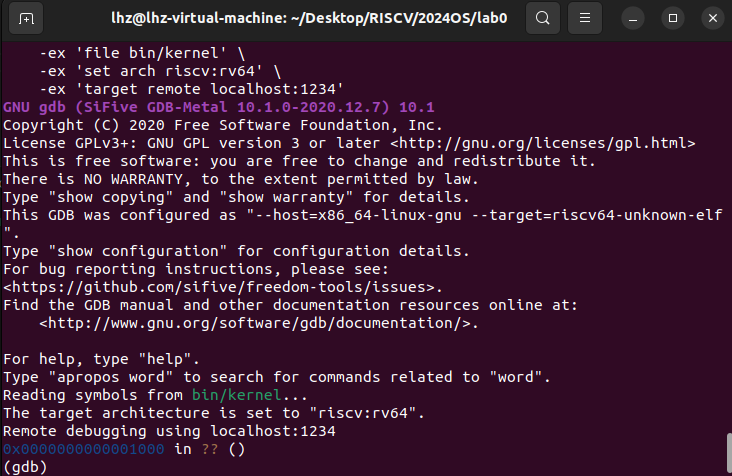 lhz@lhz-virtual-machine: ~/Desktop/RISCV/2024OS/lab0
    -ex 'file bin/kernel' \
    -ex 'set arch riscv:rv64' \
    -ex 'target remote localhost:1234'
GNU gdb (SiFive GDB-Metal 10.1.0-2020.12.7) 10.1
Copyright (C) 2020 Free Software Foundation, Inc.
License GPLv3+: GNU GPL version 3 or later <http://gnu.org/licenses/gpl.html>
This is free software: you are free to change and redistribute it.
There is NO WARRANTY, to the extent permitted by law.
Type "show copying" and "show warranty" for details.
This GDB was configured as "--host=x86_64-linux-gnu --target=riscv64-unknown-elf
".
Type "show configuration" for configuration details.
For bug reporting instructions, please see:
<https://github.com/sifive/freedom-tools/issues>.
Find the GDB manual and other documentation resources online at:
    <http://www.gnu.org/software/gdb/documentation/>.

For help, type "help".
Type "apropos word" to search for commands related to "word".
Reading symbols from bin/kernel...
The target architecture is set to "riscv:rv64".
Remote debugging using localhost:1234
0x0000000000001000 in ?? ()
(gdb)